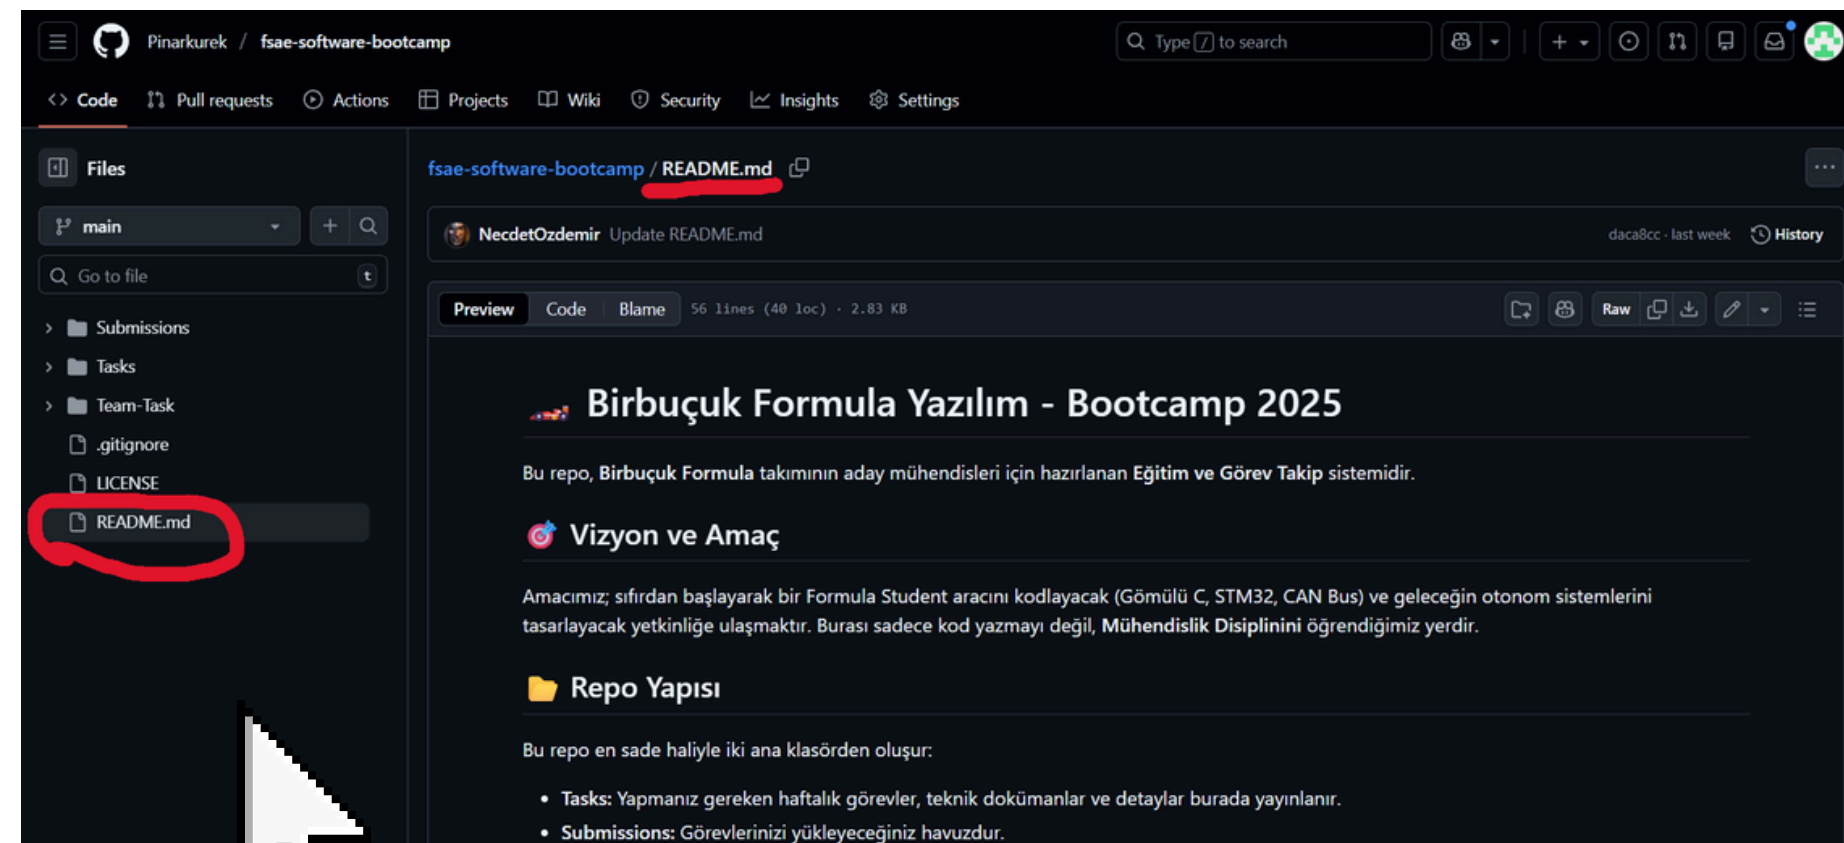 Pinarkurek / fsae-software-bootcamp
Type / to search
Code Pull requests Actions Projects Wiki Security Insights Settings
Files
main
Go to file t
Submissions
Tasks
Team-Task
.gitignore
LICENSE
README.md
fsae-software-bootcamp / README.md
NecdetOzdemir Update README.md daca8cc · last week History
Preview Code Blame 56 lines (40 loc) · 2.83 KB Raw
Birbuçuk Formula Yazılım - Bootcamp 2025
Bu repo, Birbuçuk Formula takımının aday mühendisleri için hazırlanan Eğitim ve Görev Takip sistemidir.
Vizyon ve Amaç
Amacımız; sıfırdan başlayarak bir Formula Student aracını kodlayacak (Gömülü C, STM32, CAN Bus) ve geleceğin otonom sistemlerini
tasarlayacak yetkinliğe ulaşmaktır. Burası sadece kod yazmayı değil, Mühendislik Disiplinini öğrendiğimiz yerdir.
Repo Yapısı
Bu repo en sade haliyle iki ana klasörden oluşur:
• Tasks: Yapmanız gereken haftalık görevler, teknik dokümanlar ve detaylar burada yayınlanır.
• Submissions: Görevlerinizi yükleyeceğiniz havuzdur.